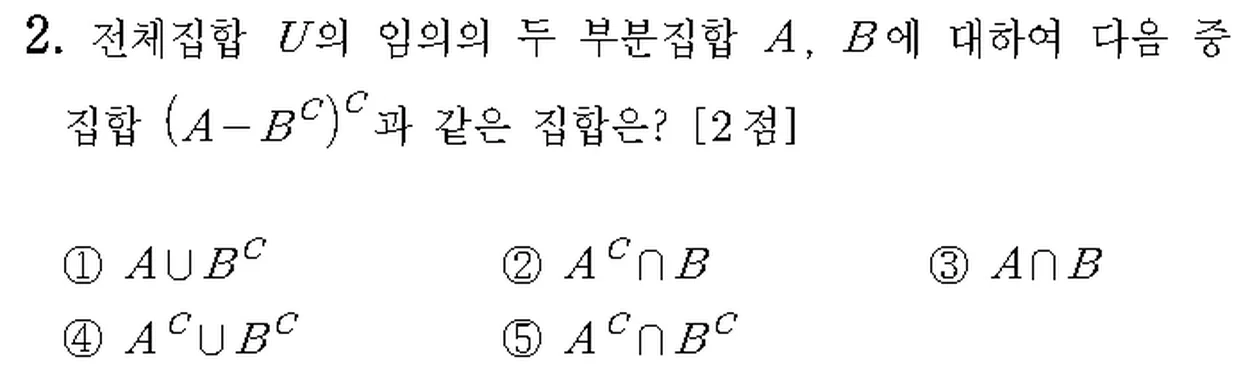 2. 전체집합 U의 임의의 두 부분집합 A, B에 대하여 다음 중
집합 (A－B^C)^C과 같은 집합은? [2점]
① A∪B^C ② A^C∩B ③ A∩B
④ A^C∪B^C ⑤ A^C∩B^C